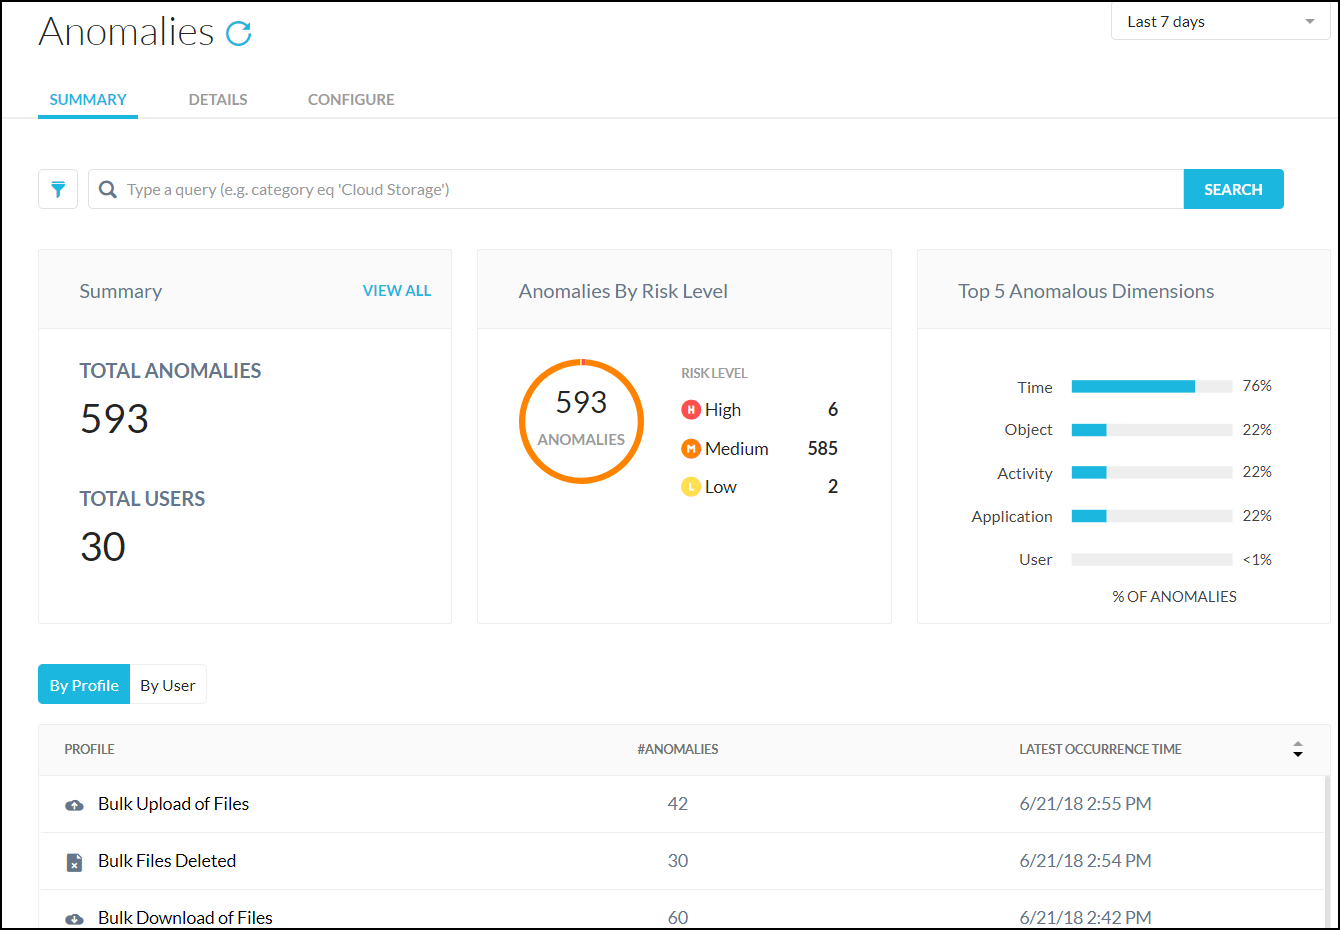 Anomalies
Last 7 days
SUMMARY DETAILS CONFIGURE
Type a query (e.g. category eq 'Cloud Storage')
SEARCH
Summary VIEW ALL
TOTAL ANOMALIES
593
TOTAL USERS
30
Anomalies By Risk Level
593
ANOMALIES
RISK LEVEL
H High 6
M Medium 585
L Low 2
Top 5 Anomalous Dimensions
Time 76%
Object 22%
Activity 22%
Application 22%
User <1%
% OF ANOMALIES
By Profile By User
PROFILE #ANOMALIES LATEST OCCURRENCE TIME
Bulk Upload of Files 42 6/21/18 2:55 PM
Bulk Files Deleted 30 6/21/18 2:54 PM
Bulk Download of Files 60 6/21/18 2:42 PM